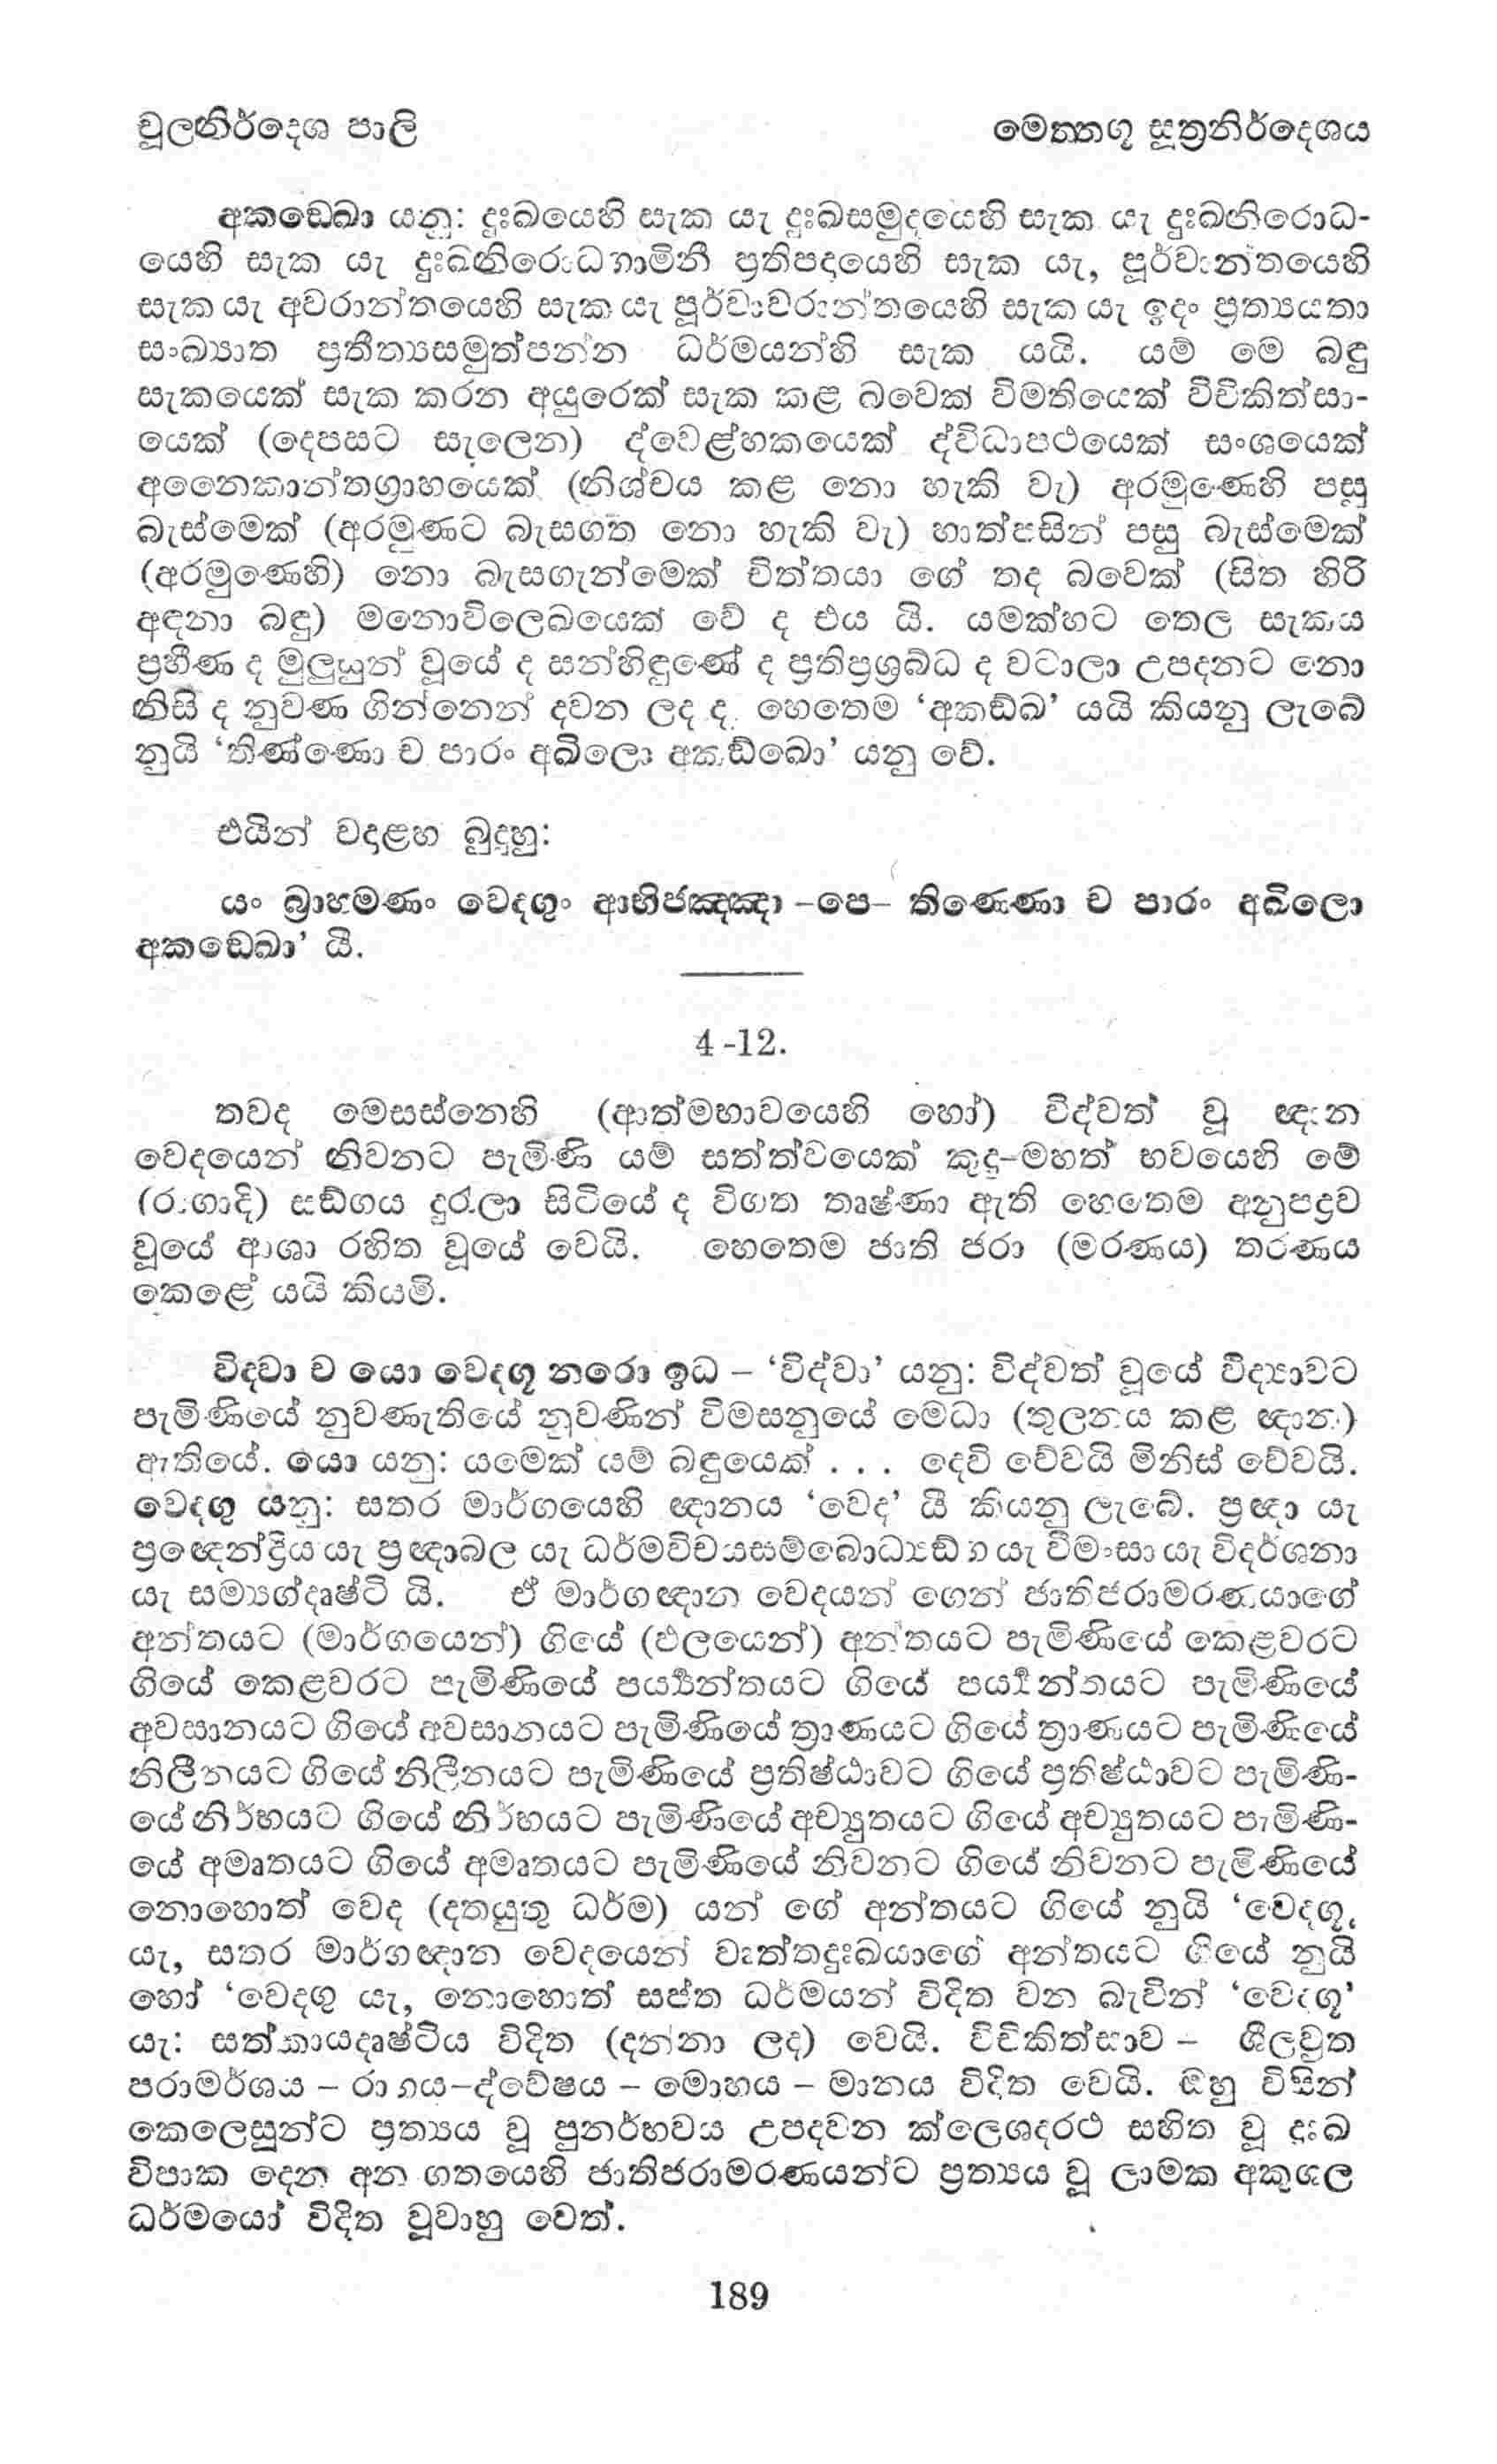 චූලනිර්දෙශ පාලි
මෙත්තගූ සූත්‍රනිර්දෙශය
අකඞ්ඛො යනු: දුඃඛයෙහි සැක යැ දුඃඛසමුදයෙහි සැක යැ දුඃඛනිරොධ-
යෙහි සැක යැ දුඃඛනිරොධගාමිනී ප්‍රතිපදයෙහි සැක යැ, පූර්වාන්තයෙහි
සැක යැ අවරාන්තයෙහි සැක යැ පූර්වාවරාන්තයෙහි සැක යැ ඉදං ප්‍රත්‍යයතා
සංඛ්‍යාත ප්‍රතීත්‍යසමුත්පන්න ධර්මයන්හි සැක යයි. යම් මෙ බඳු
සැකයෙක් සැක කරන අයුරෙක් සැක කළ බවෙක් විමතියෙක් විචිකිත්සා-
යෙක් (දෙපසට සැලෙන) ද්වෙළ්හකයෙක් ද්විධාපථයෙක් සංශයෙක්
අනෛකාන්තග්‍රාහයෙක් (නිශ්චය කළ නො හැකි වැ) අරමුණෙහි පසු
බැස්මෙක් (අරමුණට බැසගත නො හැකි වැ) හාත්පසින් පසු බැස්මෙක්
(අරමුණෙහි) නො බැසගැන්මෙක් චිත්තයා ගේ තද බවෙක් (සිත හිරි
අඳනා බඳු) මනොවිලෙඛයෙක් වේ ද එය යි. යමක්හට තෙල සැකය
ප්‍රහීණ ද මුලුසුන් වූයේ ද සන්හිඳුණේ ද ප්‍රතිප්‍රශ්‍රබ්ධ ද වටාලා උපදනට නො
නිසි ද නුවණ ගින්නෙන් දවන ලද ද හෙතෙම ‘අකඞ්ඛ’ යයි කියනු ලැබේ
නුයි ‘තිණ්ණො ච පාරං අඛිලො අකඞ්ඛො’ යනු වේ.
එයින් වදාළහ බුදුහු:
යං බ්‍රාහමණං වෙදගුං ආභිජඤ්ඤා -පෙ- තිණ්ණො ච පාරං අඛිලො
අකඞ්ඛො’ යි.
4-12.
තවද මෙසස්නෙහි (ආත්මභාවයෙහි හෝ) විද්වත් වූ ඥාන
වෙදයෙන් නිවනට පැමිණි යම් සත්ත්වයෙක් කුදු-මහත් භවයෙහි මේ
(රාගාදි) සඞ්ගය දුරලා සිටියේ ද විගත තෘෂ්ණා ඇති හෙතෙම අනුපද්‍රව
වූයේ ආශා රහිත වූයේ වෙයි. හෙතෙම ජාති ජරා (මරණය) තරණය
කෙළේ යයි කියමි.
විද්වා ච යො වෙදගූ නරො ඉධ – ‘විද්වා’ යනු: විද්වත් වූයේ විද්‍යාවට
පැමිණියේ නුවණැතියේ නුවණින් විමසනුයේ මෙධා (තුලනය කළ ඥාන)
ඇතියේ. යො යනු: යමෙක් යම් බඳුයෙක් . . . දෙවි වේවයි මිනිස් වේවයි.
වෙදගු යනු: සතර මාර්ගයෙහි ඥානය ‘වෙද’ යි කියනු ලැබේ. ප්‍රඥා යැ
ප්‍රඥෙන්ද්‍රිය යැ ප්‍රඥාබල යැ ධර්මවිචයසම්බොධ්‍යඞ්ග යැ වීමංසා යැ විදර්ශනා
යැ සම්‍යග්දෘෂ්ටි යි. ඒ මාර්ගඥාන වෙදයන් ගෙන් ජාතිජරාමරණයාගේ
අන්තයට (මාර්ගයෙන්) ගියේ (ඵලයෙන්) අන්තයට පැමිණියේ කෙළවරට
ගියේ කෙළවරට පැමිණියේ පර්‍ය්‍යන්තයට ගියේ පර්‍ය්‍යන්තයට පැමිණියේ
අවසානයට ගියේ අවසානයට පැමිණියේ ත්‍රාණයට ගියේ ත්‍රාණයට පැමිණියේ
නිලීනයට ගියේ නිලීනයට පැමිණියේ ප්‍රතිෂ්ඨාවට ගියේ ප්‍රතිෂ්ඨාවට පැමිණි-
යේ නිර්භයට ගියේ නිර්භයට පැමිණියේ අච්‍යුතයට ගියේ අච්‍යුතයට පැමිණි-
යේ අමෘතයට ගියේ අමෘතයට පැමිණියේ නිවනට ගියේ නිවනට පැමිණියේ
නොහොත් වෙද (දතයුතු ධර්ම) යන් ගේ අන්තයට ගියේ නුයි ‘වෙදගූ,
යැ, සතර මාර්ගඥාන වෙදයෙන් වෘත්තදුඃඛයාගේ අන්තයට ගියේ නුයි
හෝ ‘වෙදගු යැ, නොහොත් සප්ත ධර්මයන් විදිත වන බැවින් ‘වෙදගූ’
යැ: සත්කායදෘෂ්ටිය විදිත (දන්නා ලද) වෙයි. විචිකිත්සාව – ශීලව්‍රත
පරාමර්ශය – රාගය–ද්වේෂය – මොහය – මානය විදිත වෙයි. ඔහු විසින්
කෙලෙසුන්ට ප්‍රත්‍යය වූ පුනර්භවය උපදවන ක්ලෙශදරථ සහිත වූ දුඃඛ
විපාක දෙන අනාගතයෙහි ජාතිජරාමරණයන්ට ප්‍රත්‍යය වූ ලාමක අකුශල
ධර්මයෝ විදිත වූවාහු වෙත්.
189